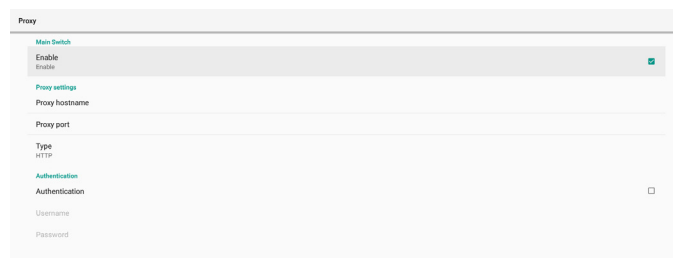 Proxy
Main Switch
Enable
Enable
Proxy settings
Proxy hostname
Proxy port
Type
HTTP
Authentication
Authentication
Username
Password